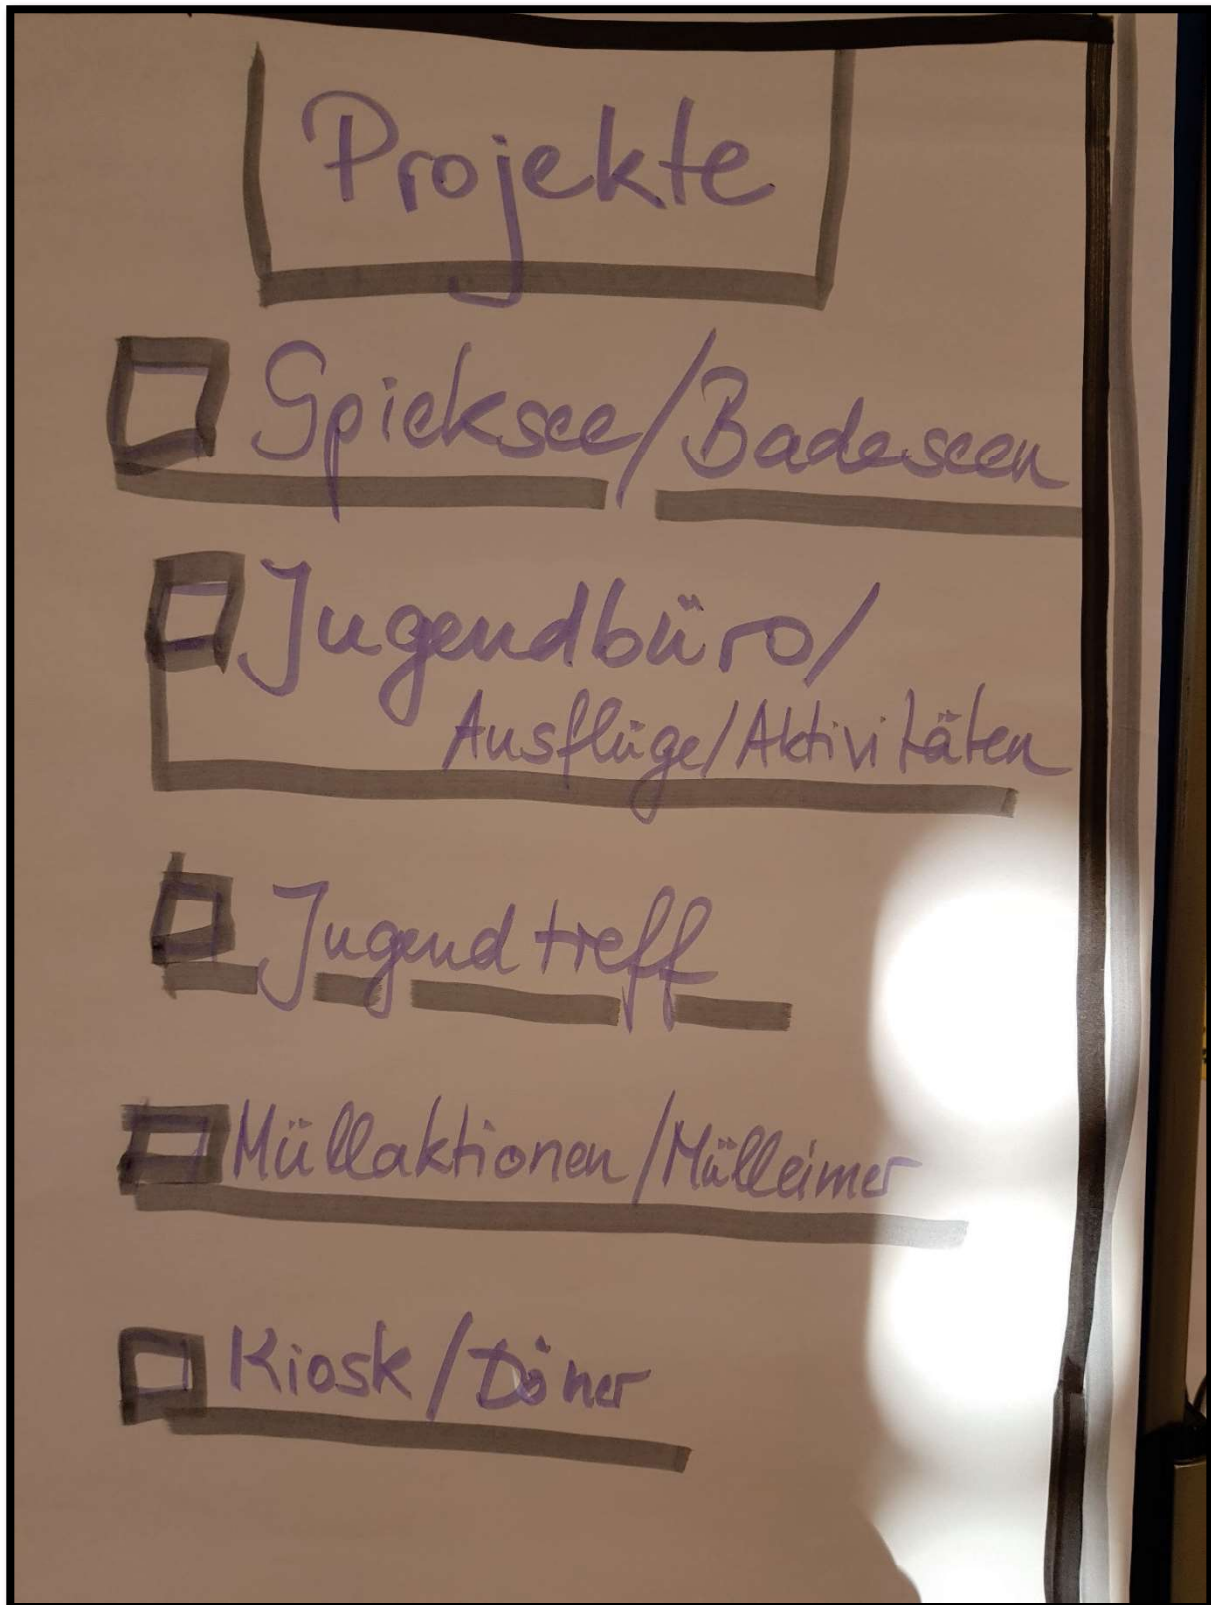 Projekte
Spieksee/Badeseen
Jugendbüro/
Ausflüge/Aktivitäten
Jugendtreff
Müllaktionen/Mülleimer
Kiosk/Döner